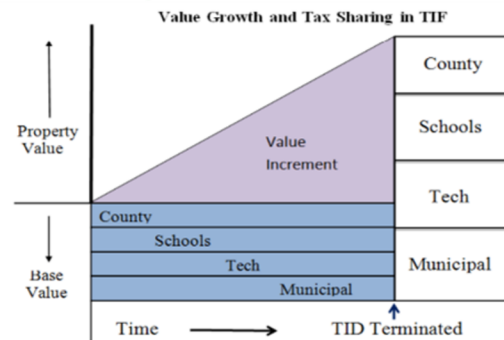 Value Growth and Tax Sharing in TIF
Property
Value
Value
Increment
County
Schools
Tech
Municipal
County
Schools
Tech
Municipal
Base
Value
Time
TID Terminated